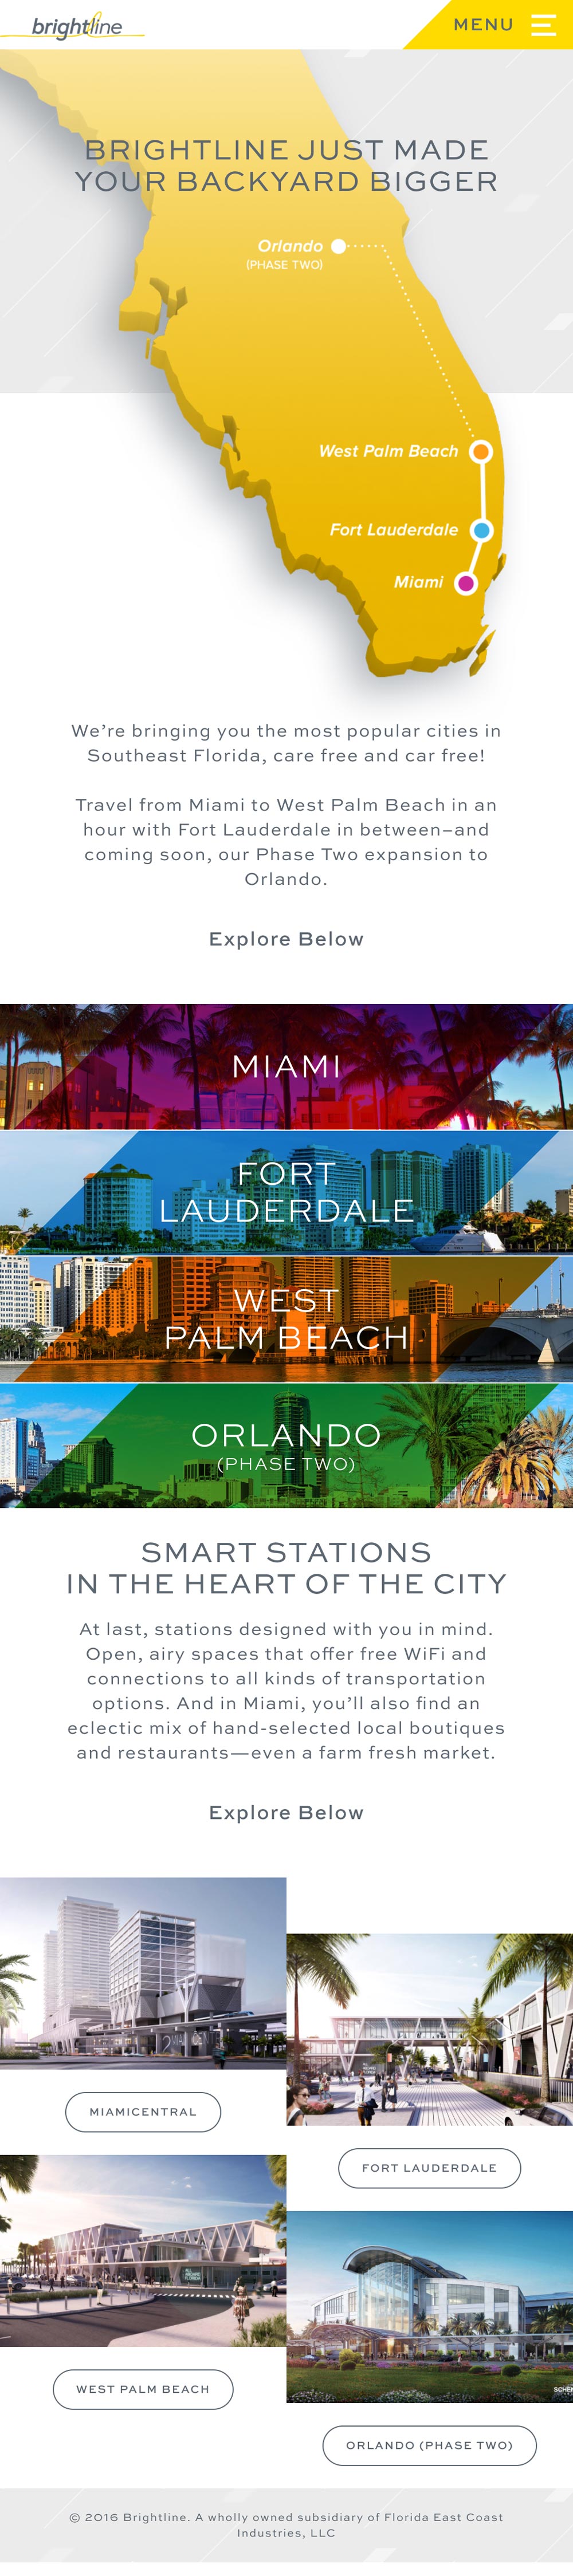 brightline
MENU
BRIGHTLINE JUST MADE
YOUR BACKYARD BIGGER
Orlando
(PHASE TWO)
West Palm Beach
Fort Lauderdale
Miami
We’re bringing you the most popular cities in
Southeast Florida, care free and car free!
Travel from Miami to West Palm Beach in an
hour with Fort Lauderdale in between–and
coming soon, our Phase Two expansion to
Orlando.
Explore Below
MIAMI
FORT
LAUDERDALE
WEST
PALM BEACH
ORLANDO
(PHASE TWO)
SMART STATIONS
IN THE HEART OF THE CITY
At last, stations designed with you in mind.
Open, airy spaces that offer free WiFi and
connections to all kinds of transportation
options. And in Miami, you’ll also find an
eclectic mix of hand-selected local boutiques
and restaurants—even a farm fresh market.
Explore Below
MIAMICENTRAL
FORT LAUDERDALE
WEST PALM BEACH
ORLANDO (PHASE TWO)
© 2016 Brightline. A wholly owned subsidiary of Florida East Coast
Industries, LLC